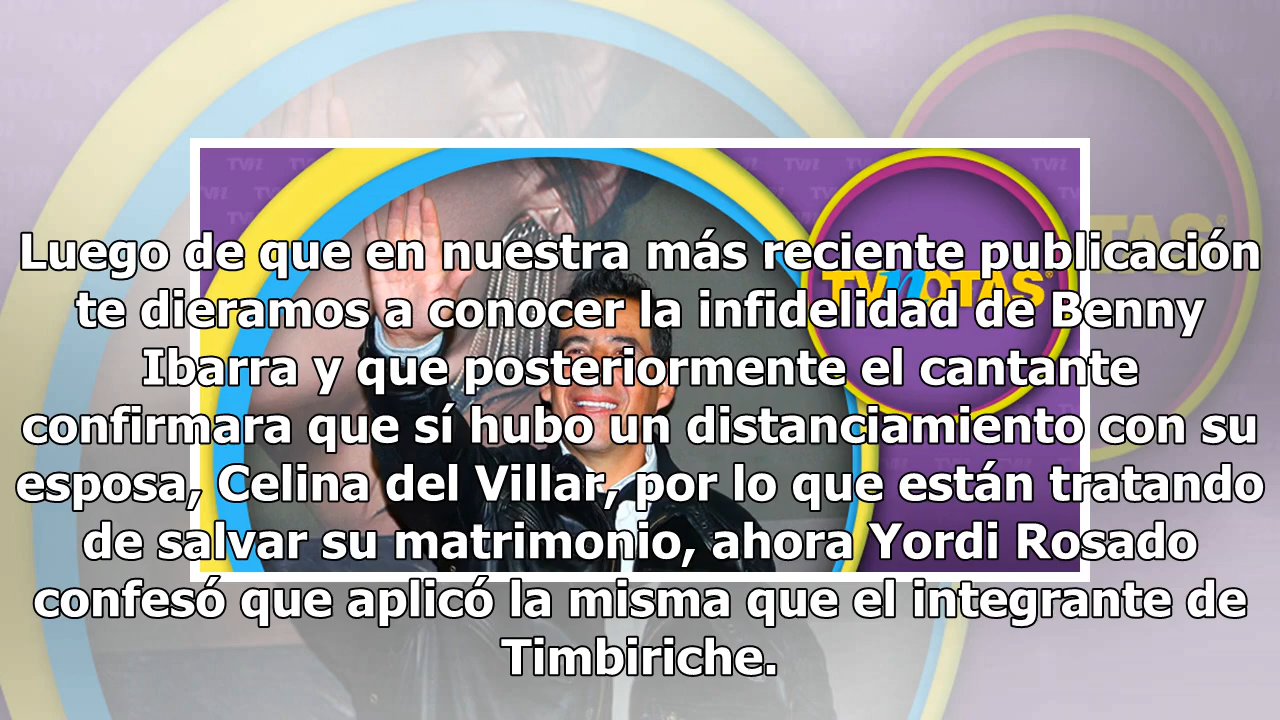 Luego de que en nuestra más reciente publicación
te dieramos a conocer la infidelidad de Benny
Ibarra y que posteriormente el cantante
confirmara que sí hubo un distanciamiento con su
esposa, Celina del Villar, por lo que están tratando
de salvar su matrimonio, ahora Yordi Rosado
confesó que aplicó la misma que el integrante de
Timbiriche.
TVnOTAS®
TAS®